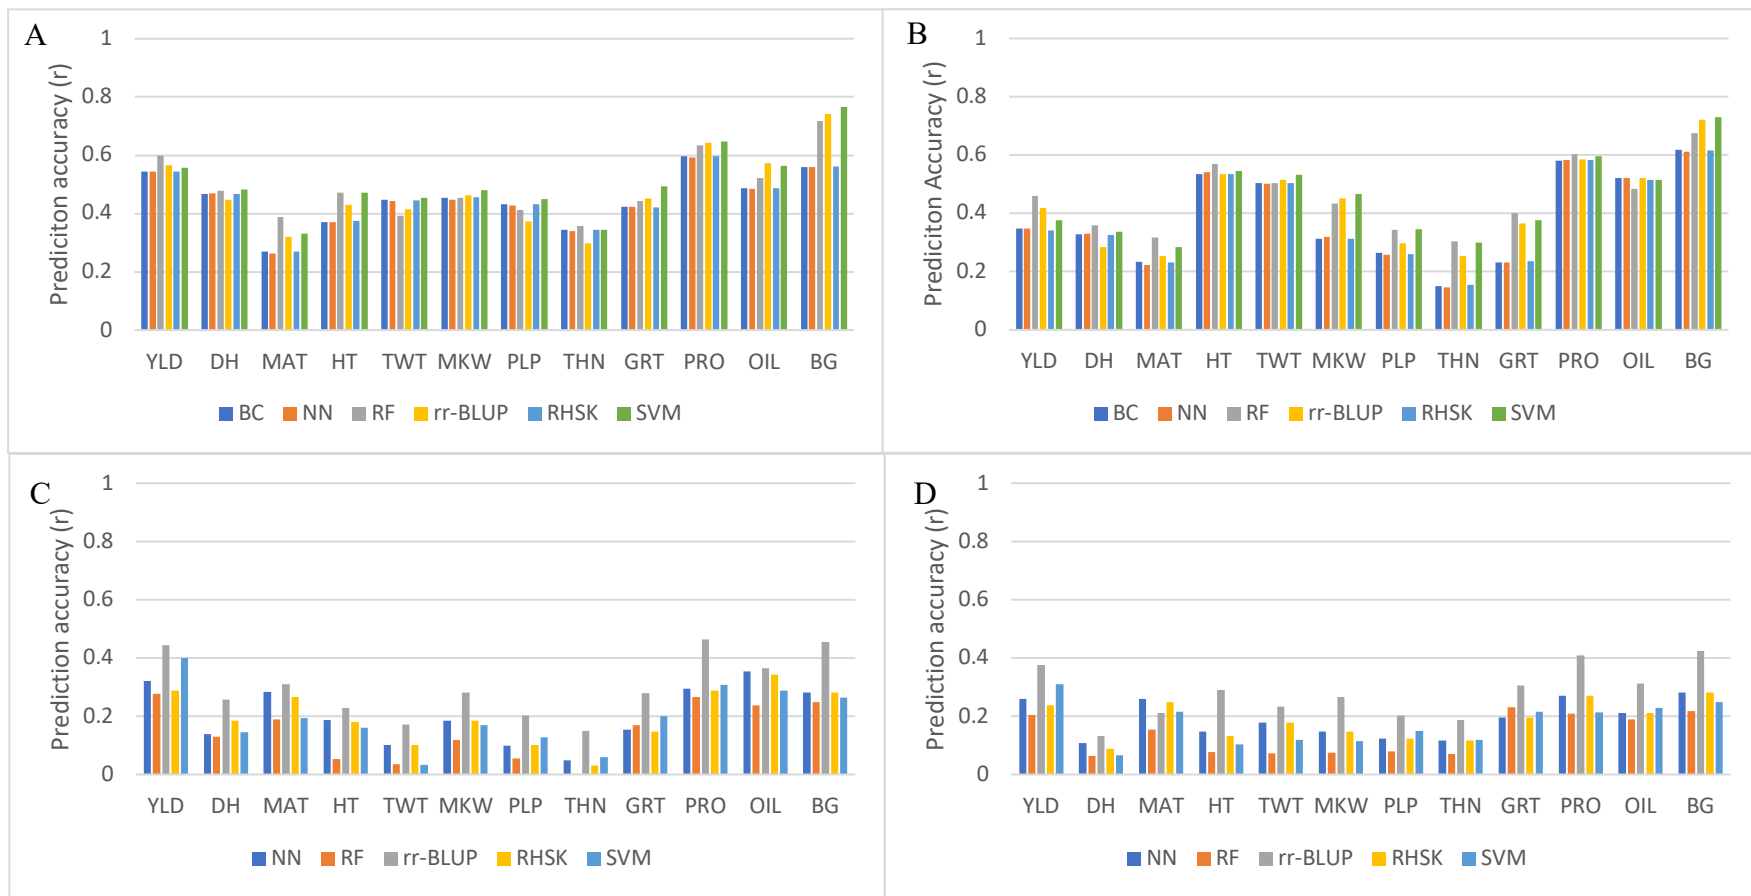 A
Prediciton accuracy (r)
1
0.8
0.6
0.4
0.2
0
YLD DH MAT HT TWT MKW PLP THN GRT PRO OIL BG
BC NN RF rr-BLUP RHSK SVM
B
Prediciton Accuracy (r)
1
0.8
0.6
0.4
0.2
0
YLD DH MAT HT TWT MKW PLP THN GRT PRO OIL BG
BC NN RF rr-BLUP RHSK SVM
C
Prediction accuracy (r)
1
0.8
0.6
0.4
0.2
0
YLD DH MAT HT TWT MKW PLP THN GRT PRO OIL BG
NN RF rr-BLUP RHSK SVM
D
Prediction accuracy (r)
1
0.8
0.6
0.4
0.2
0
YLD DH MAT HT TWT MKW PLP THN GRT PRO OIL BG
NN RF rr-BLUP RHSK SVM